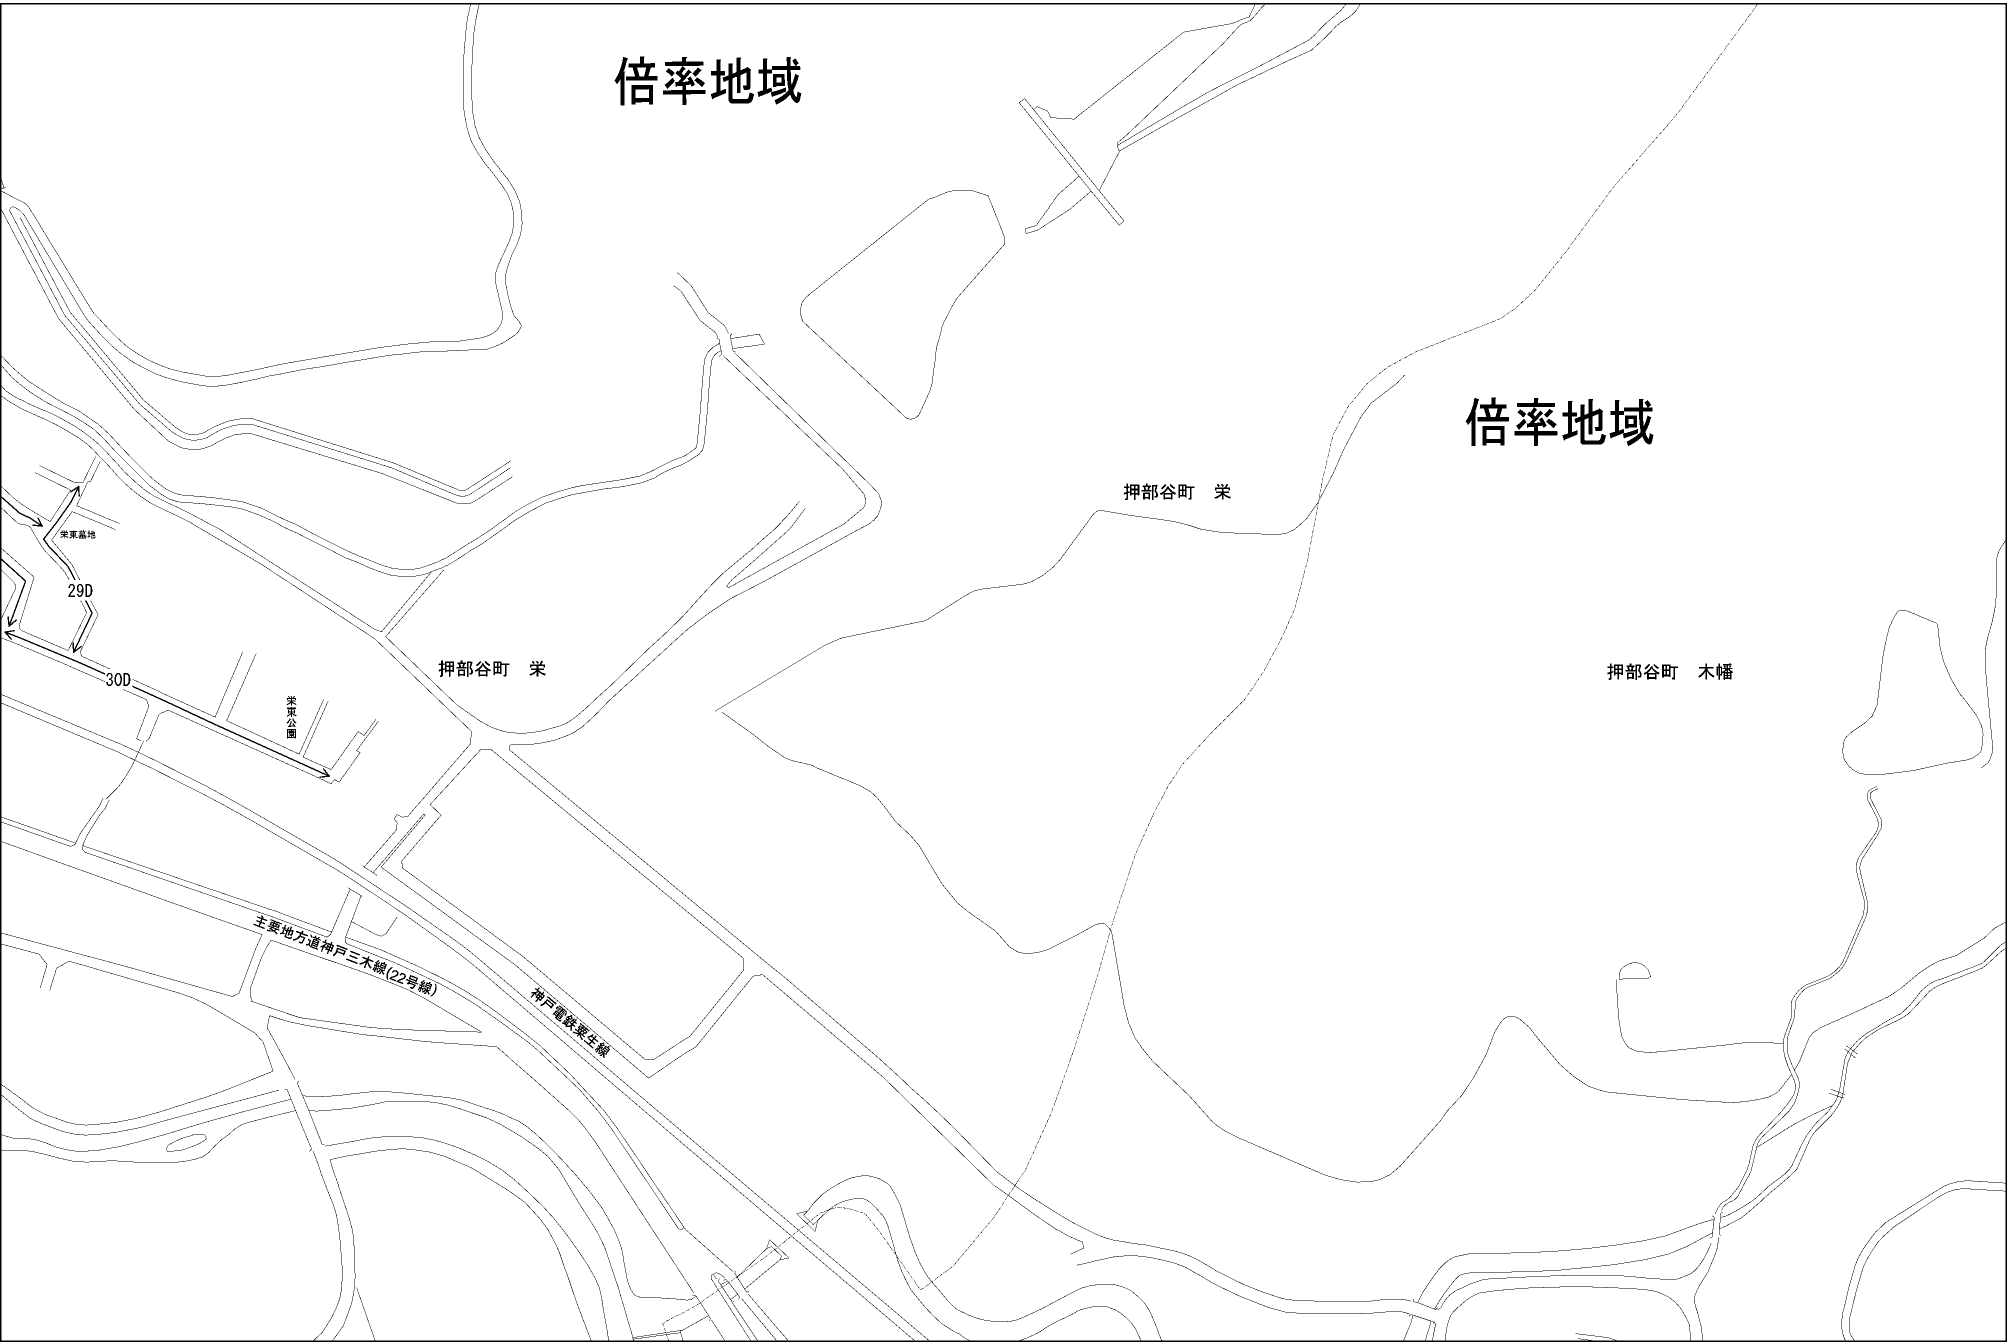 倍率地域
倍率地域
押部谷町　栄
栄東墓地
29D
押部谷町　栄
押部谷町　木幡
30D
栄東公園
主要地方道神戸三木線(22号線)
神戸電鉄粟生線